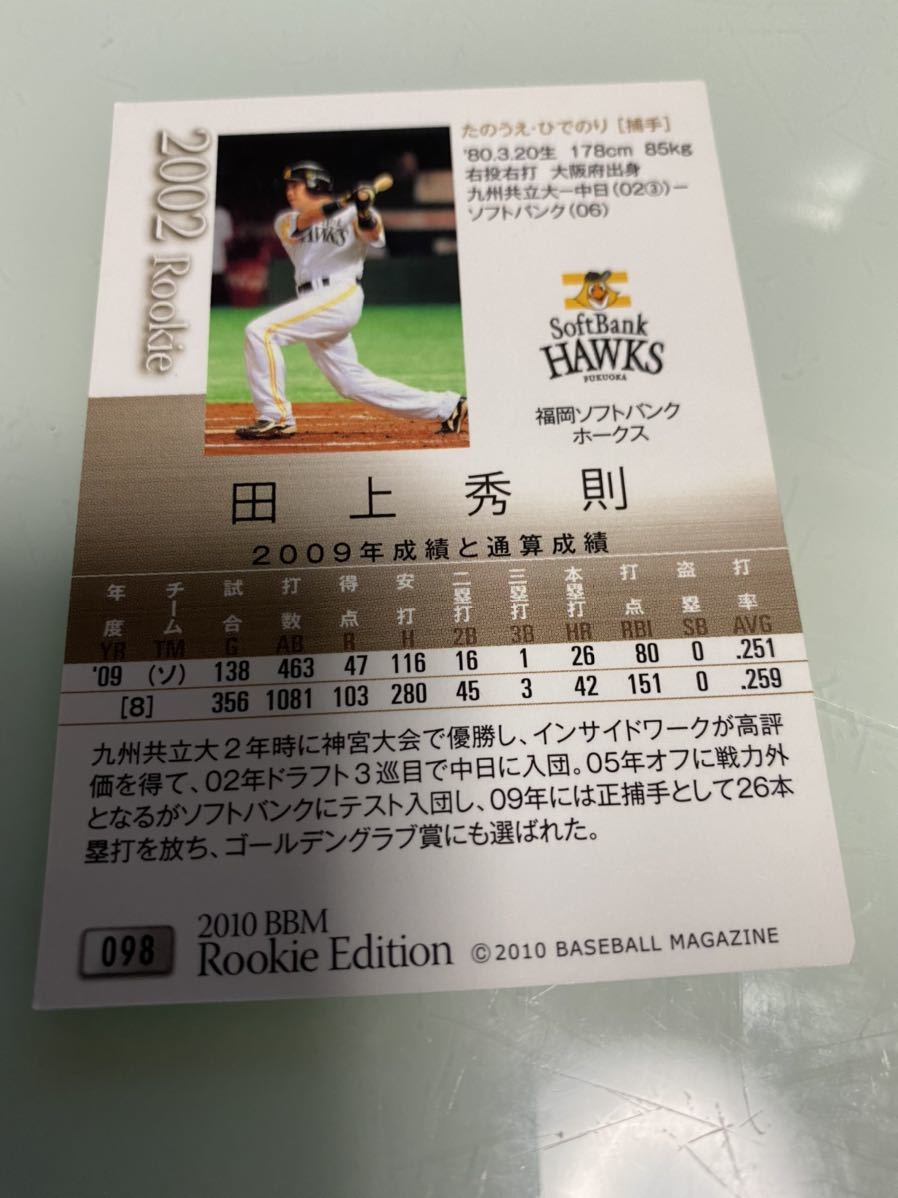 2002 Rookie
たのうえ・ひでのり [捕手]
'80.3.20生 178cm 85kg
右投右打 大阪府出身
九州共立大ー中日(02③)ー
ソフトバンク(06)
HAWKS
SoftBank
HAWKS
FUKUOKA
福岡ソフトバンク
ホークス
田上秀則
2009年成績と通算成績
年度 チーム 試合 打数 得点 安打 二塁打 三塁打 本塁打 打点 盗塁 打率
YR TM G AB R H 2B 3B HR RBI SB AVG
'09 (ソ) 138 463 47 116 16 1 26 80 0 .251
[8] 356 1081 103 280 45 3 42 151 0 .259
九州共立大2年時に神宮大会で優勝し、インサイドワークが高評
価を得て、02年ドラフト3巡目で中日に入団。05年オフに戦力外
となるがソフトバンクにテスト入団し、09年には正捕手として26本
塁打を放ち、ゴールデングラブ賞にも選ばれた。
098
2010 BBM
Rookie Edition
©2010 BASEBALL MAGAZINE